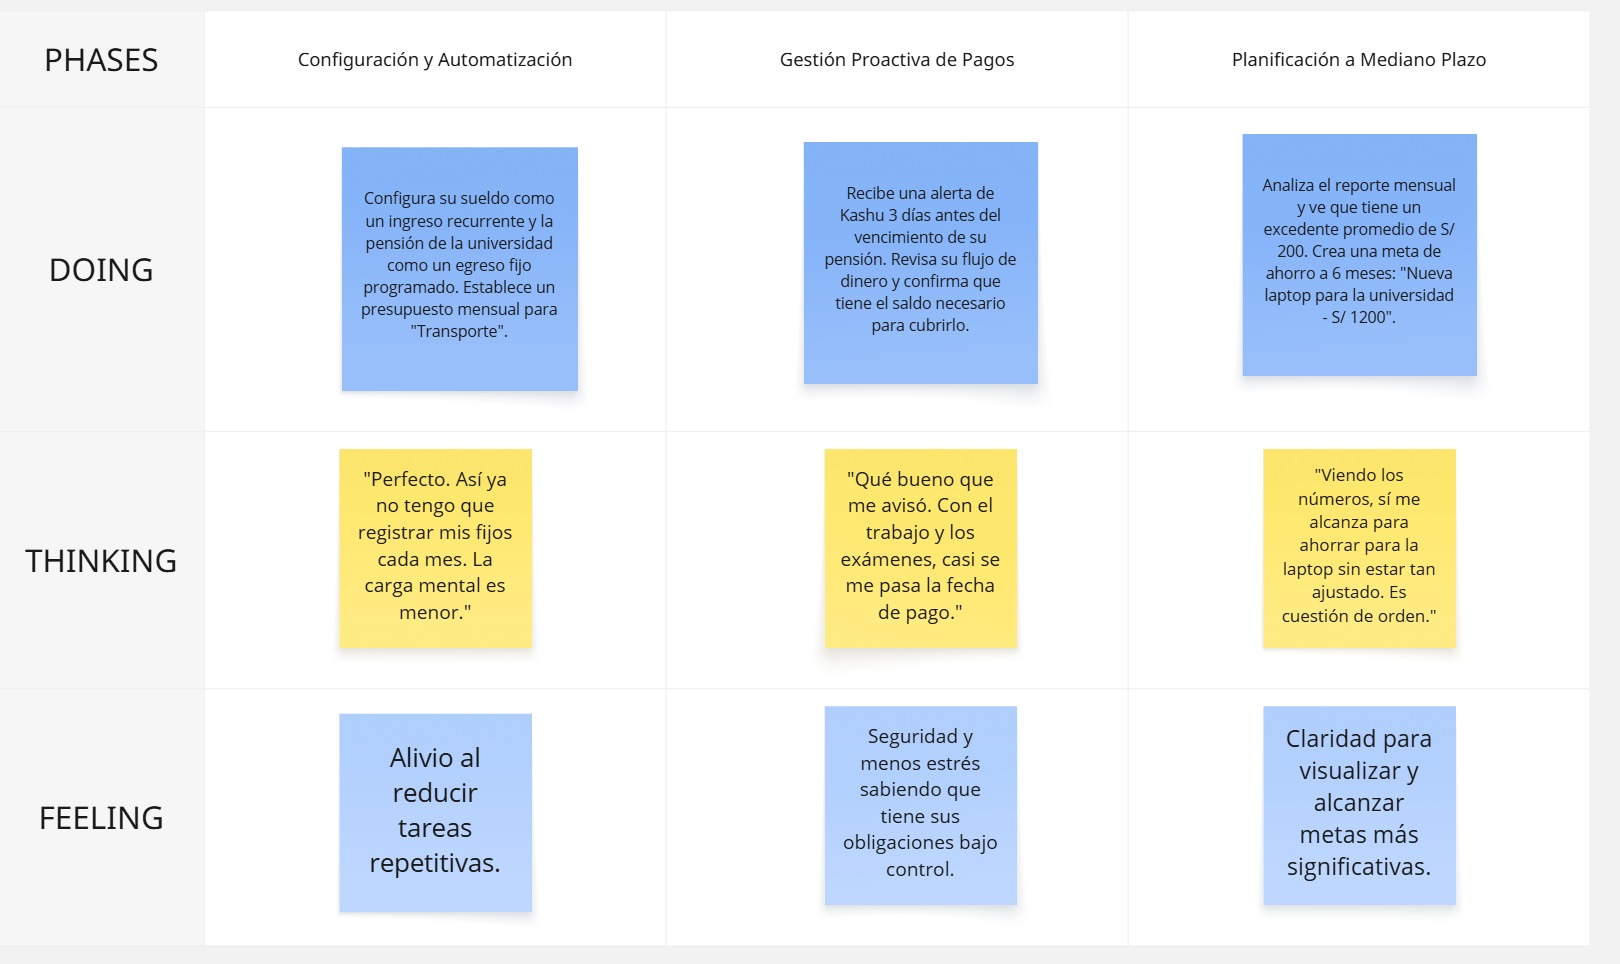 PHASES
Configuración y Automatización
Gestión Proactiva de Pagos
Planificación a Mediano Plazo
DOING
Configura su sueldo como
un ingreso recurrente y la
pensión de la universidad
como un egreso fijo
programado. Establece un
presupuesto mensual para
"Transporte".
Recibe una alerta de
Kashu 3 días antes del
vencimiento de su
pensión. Revisa su flujo de
dinero y confirma que
tiene el saldo necesario
para cubrirlo.
Analiza el reporte mensual
y ve que tiene un
excedente promedio de S/
200. Crea una meta de
ahorro a 6 meses: "Nueva
laptop para la universidad
- S/ 1200".
THINKING
"Perfecto. Así ya
no tengo que
registrar mis fijos
cada mes. La
carga mental es
menor."
"Qué bueno que
me avisó. Con el
trabajo y los
exámenes, casi se
me pasa la fecha
de pago."
"Viendo los
números, sí me
alcanza para
ahorrar para la
laptop sin estar tan
ajustado. Es
cuestión de orden."
FEELING
Alivio al
reducir
tareas
repetitivas.
Seguridad y
menos estrés
sabiendo que
tiene sus
obligaciones bajo
control.
Claridad para
visualizar y
alcanzar
metas más
significativas.